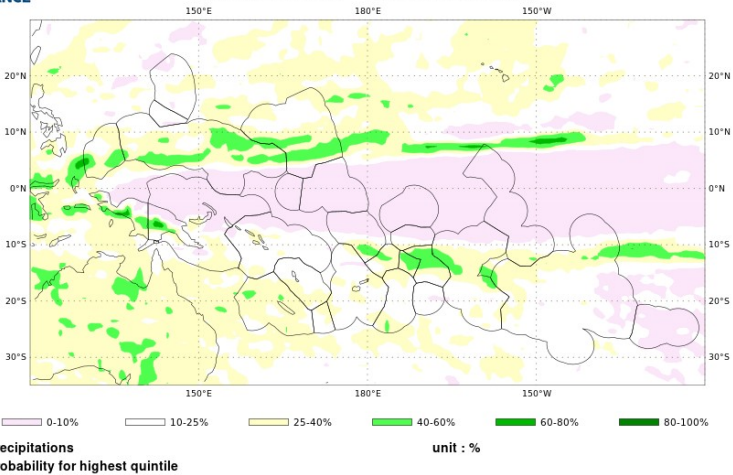 150°E 180°E 150°W
20°N 20°N
10°N 10°N
0°N 0°N
10°S 10°S
20°S 20°S
30°S 30°S
150°E 180°E 150°W
0-10% 10-25% 25-40% 40-60% 60-80% 80-100%
ecipitations unit : %
obability for highest quintile